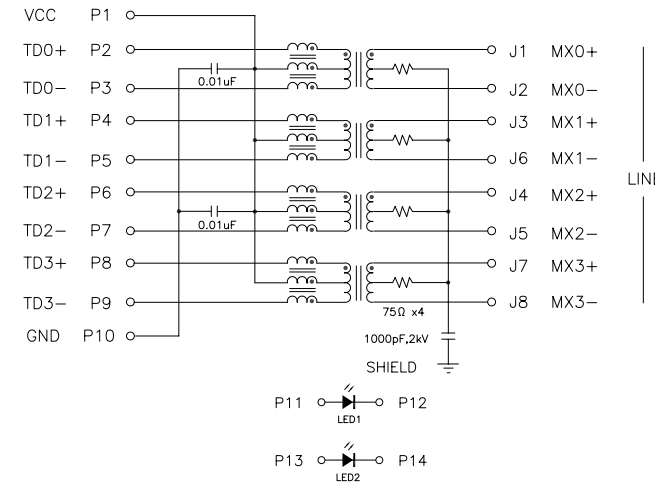 VCC P1
TD0+ P2 J1 MX0+
0.01uF
TD0− P3 J2 MX0−
TD1+ P4 J3 MX1+
TD1− P5 J6 MX1−
LINE
TD2+ P6 J4 MX2+
0.01uF
TD2− P7 J5 MX2−
TD3+ P8 J7 MX3+
TD3− P9 J8 MX3−
75Ω x4
GND P10
1000pF,2kV
SHIELD
P11 P12
LED1
P13 P14
LED2